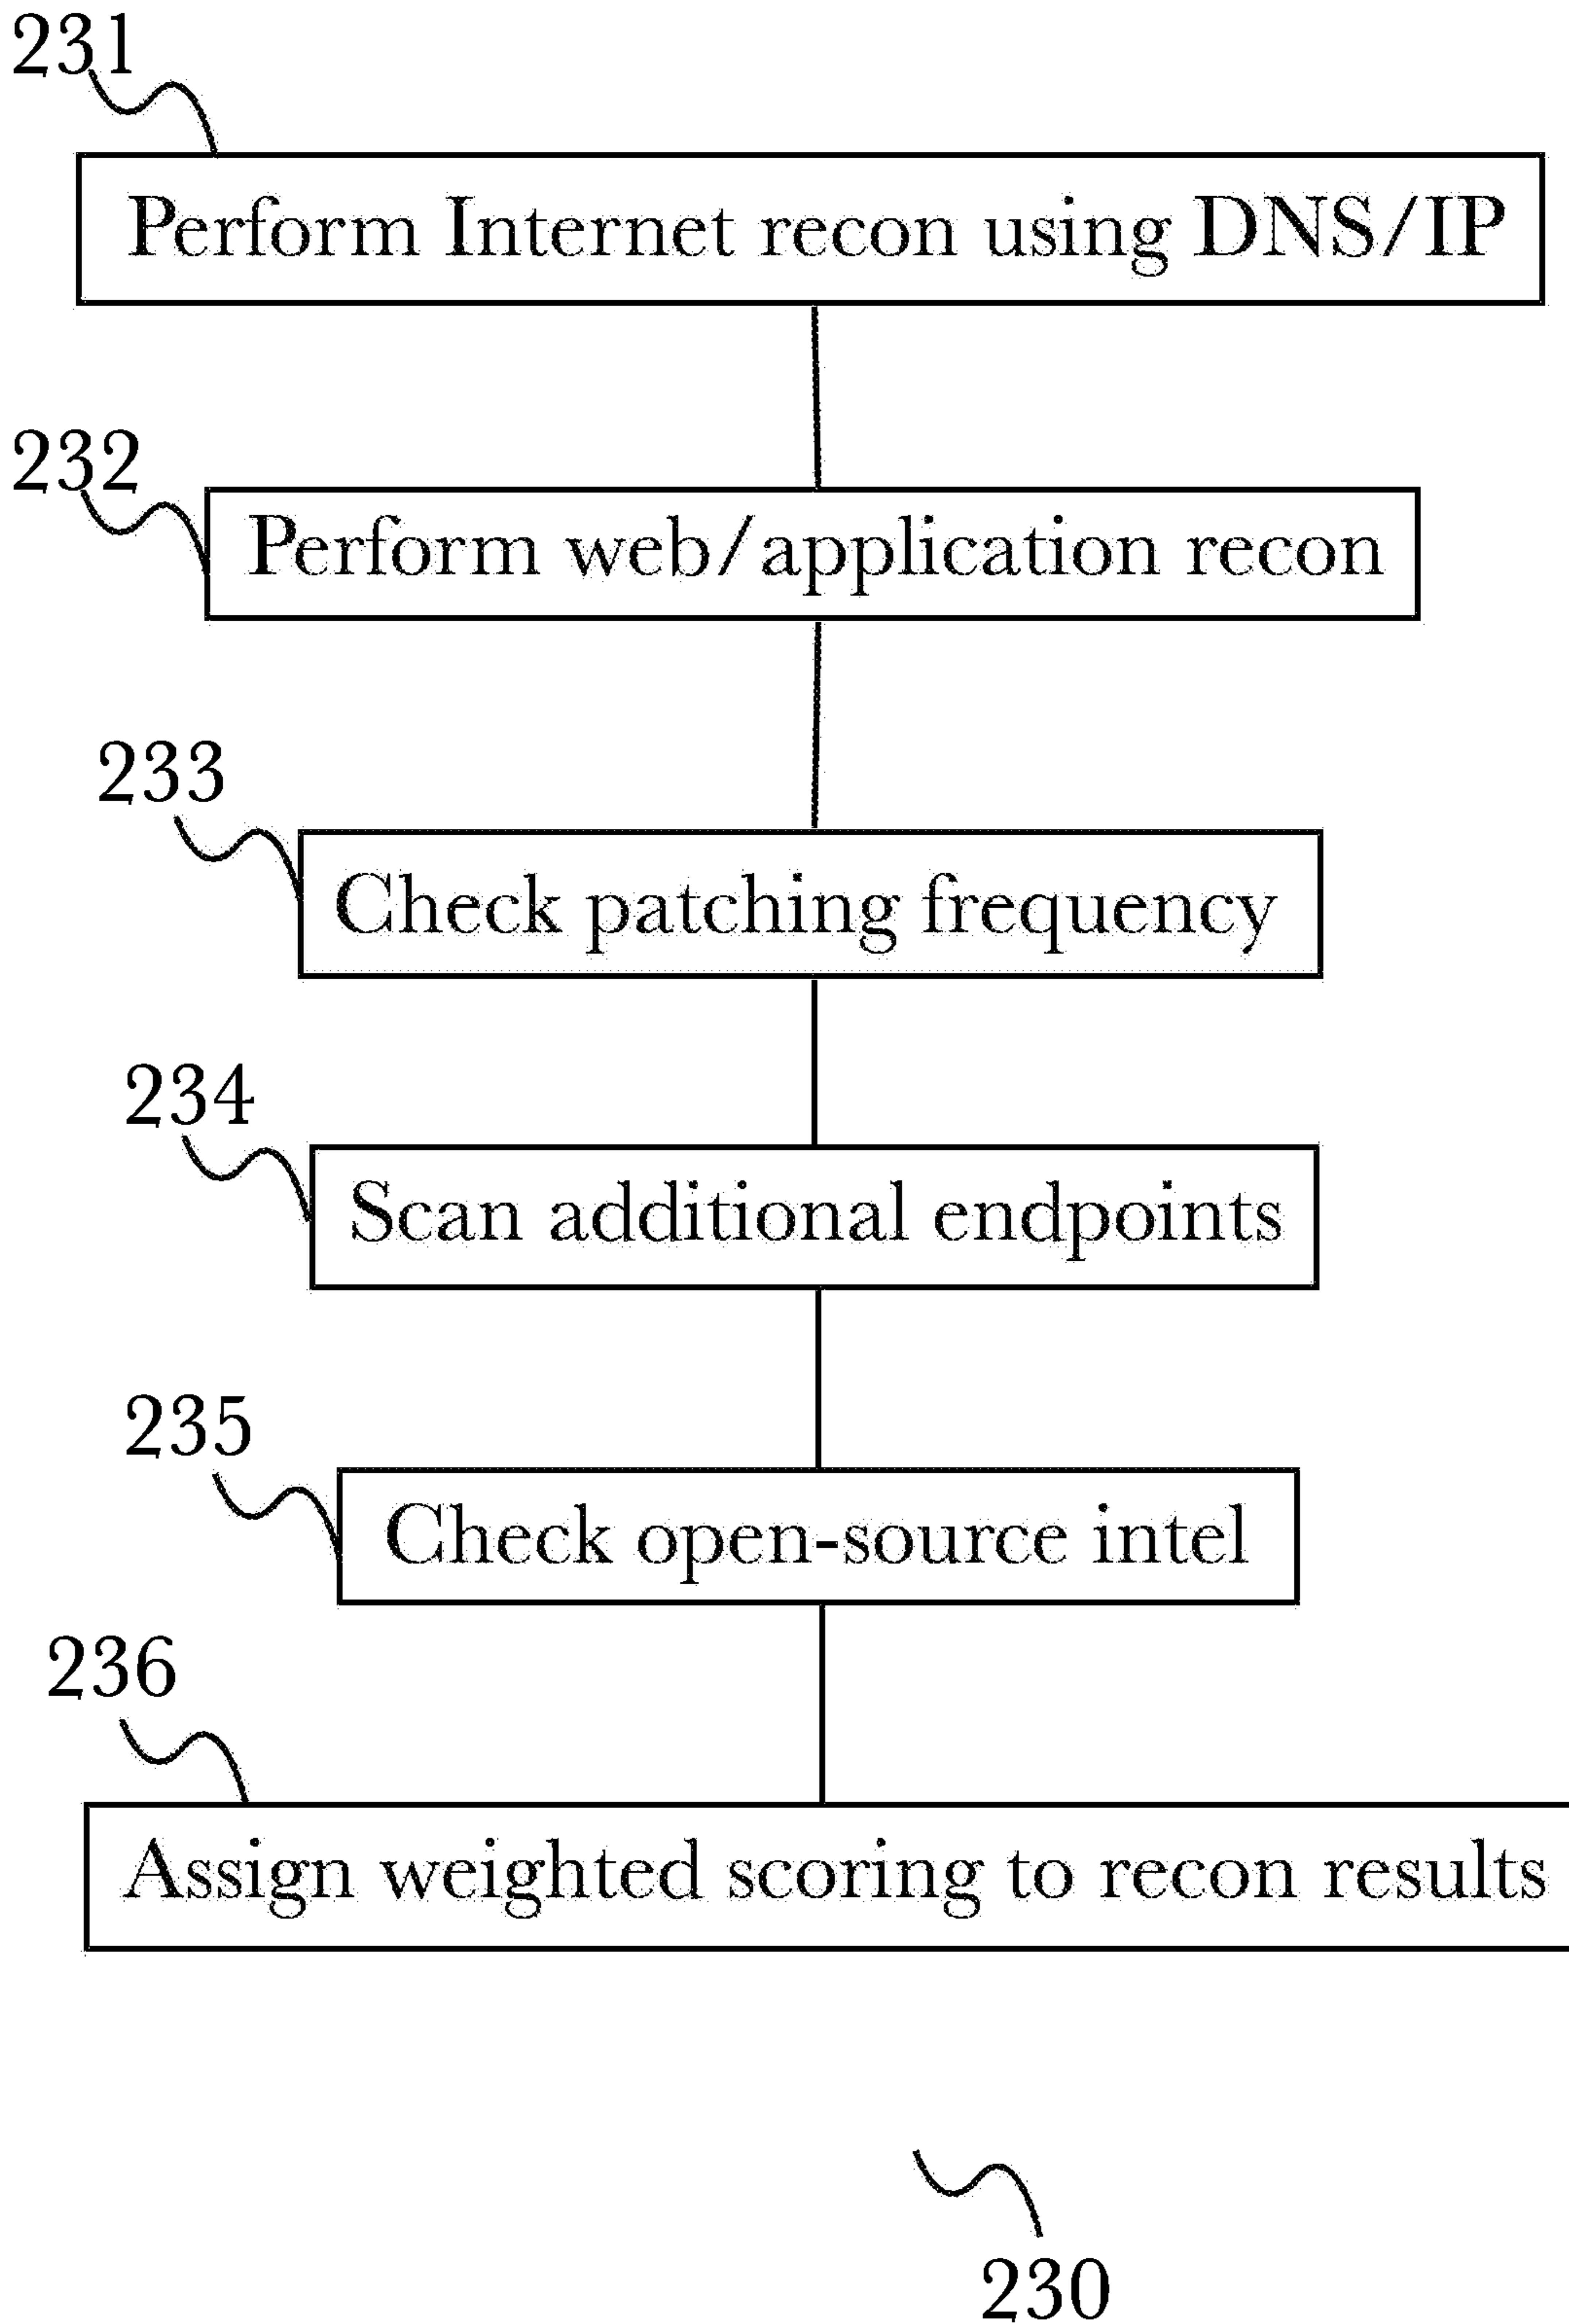 231
Perform Internet recon using DNS/IP
232
Perform web/application recon
233
Check patching frequency
234
Scan additional endpoints
235
Check open-source intel
236
Assign weighted scoring to recon results
230